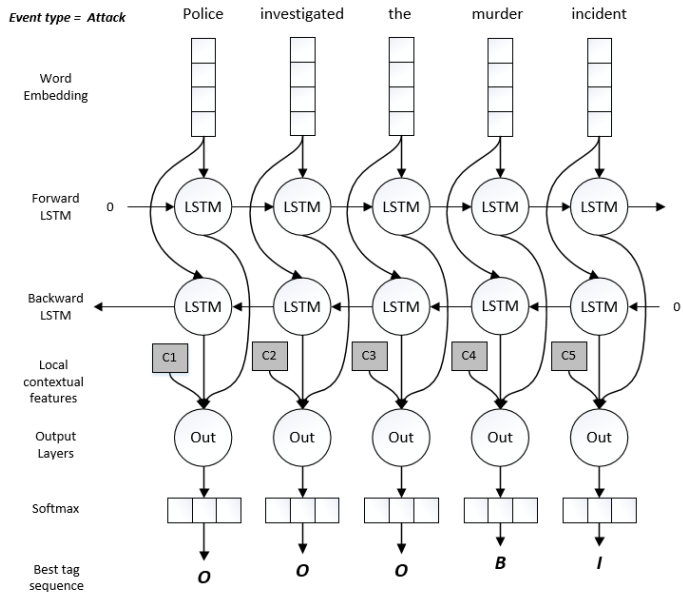 Event type = Attack
Police investigated the murder incident
Word
Embedding
Forward
LSTM
0 LSTM LSTM LSTM LSTM LSTM
Backward
LSTM
LSTM LSTM LSTM LSTM LSTM 0
C1 C2 C3 C4 C5
Local
contextual
features
Output
Layers
Out Out Out Out Out
Softmax
Best tag
sequence
O O O B I